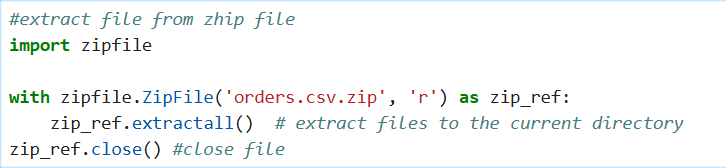 #extract file from zhip file
import zipfile

with zipfile.ZipFile('orders.csv.zip', 'r') as zip_ref:
    zip_ref.extractall()  # extract files to the current directory
zip_ref.close() #close file